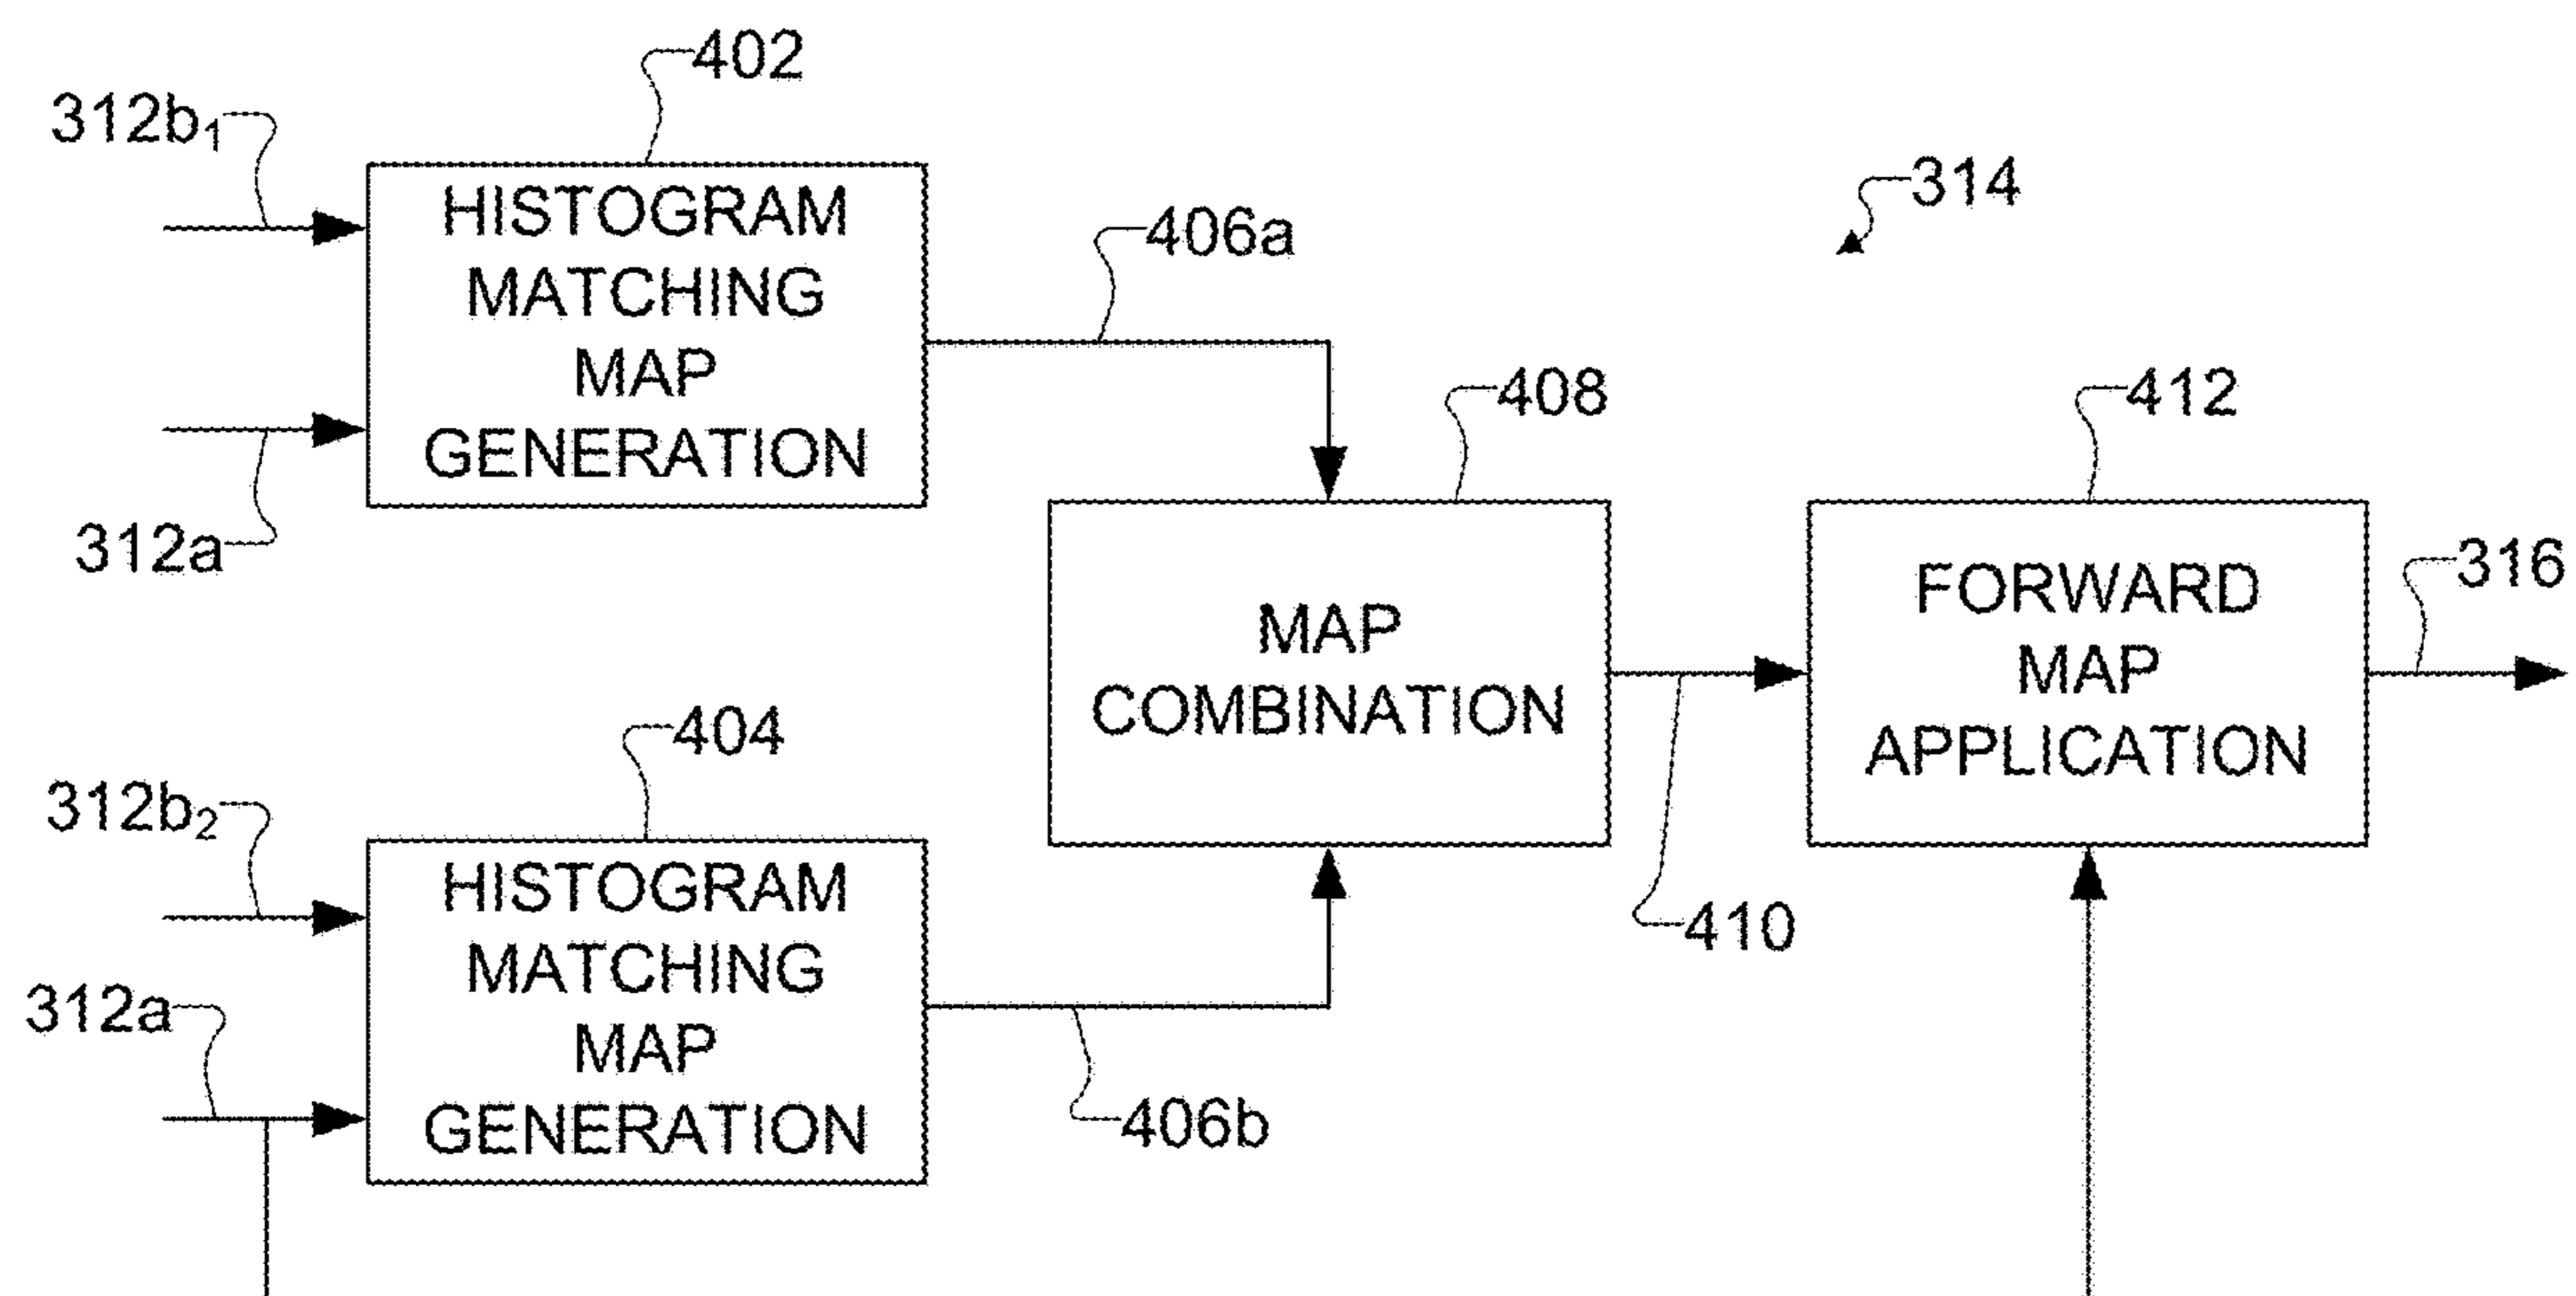 402
312b₁
HISTOGRAM
MATCHING
MAP
GENERATION
312a
406a
314
408
412
MAP
COMBINATION
FORWARD
MAP
APPLICATION
316
410
404
312b₂
HISTOGRAM
MATCHING
MAP
GENERATION
312a
406b